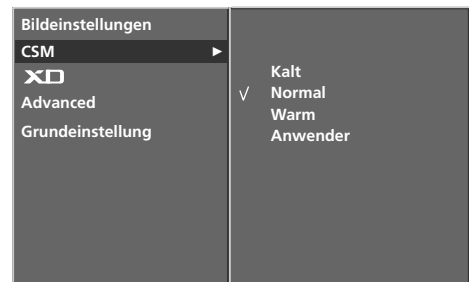 Bildeinstellungen
CSM ►
XD
Advanced
Grundeinstellung
Kalt
√ Normal
Warm
Anwender